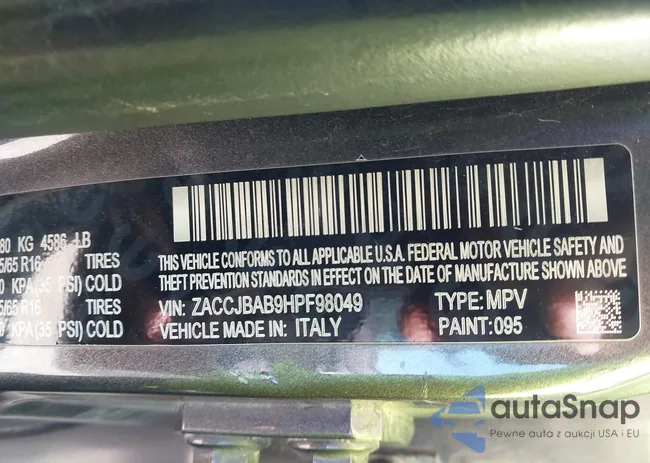 80 KG 4586 LB
5/65 R16 TIRES
0 KPA (35 PSI) COLD
5/65 R16 TIRES
0 KPA (35 PSI) COLD
THIS VEHICLE CONFORMS TO ALL APPLICABLE U.S.A. FEDERAL MOTOR VEHICLE SAFETY AND
THEFT PREVENTION STANDARDS IN EFFECT ON THE DATE OF MANUFACTURE SHOWN ABOVE.
VIN: ZACCJBAB9HPF98049 TYPE: MPV
VEHICLE MADE IN: ITALY PAINT: 095
autaSnap
Pewne auta z aukcji USA i EU